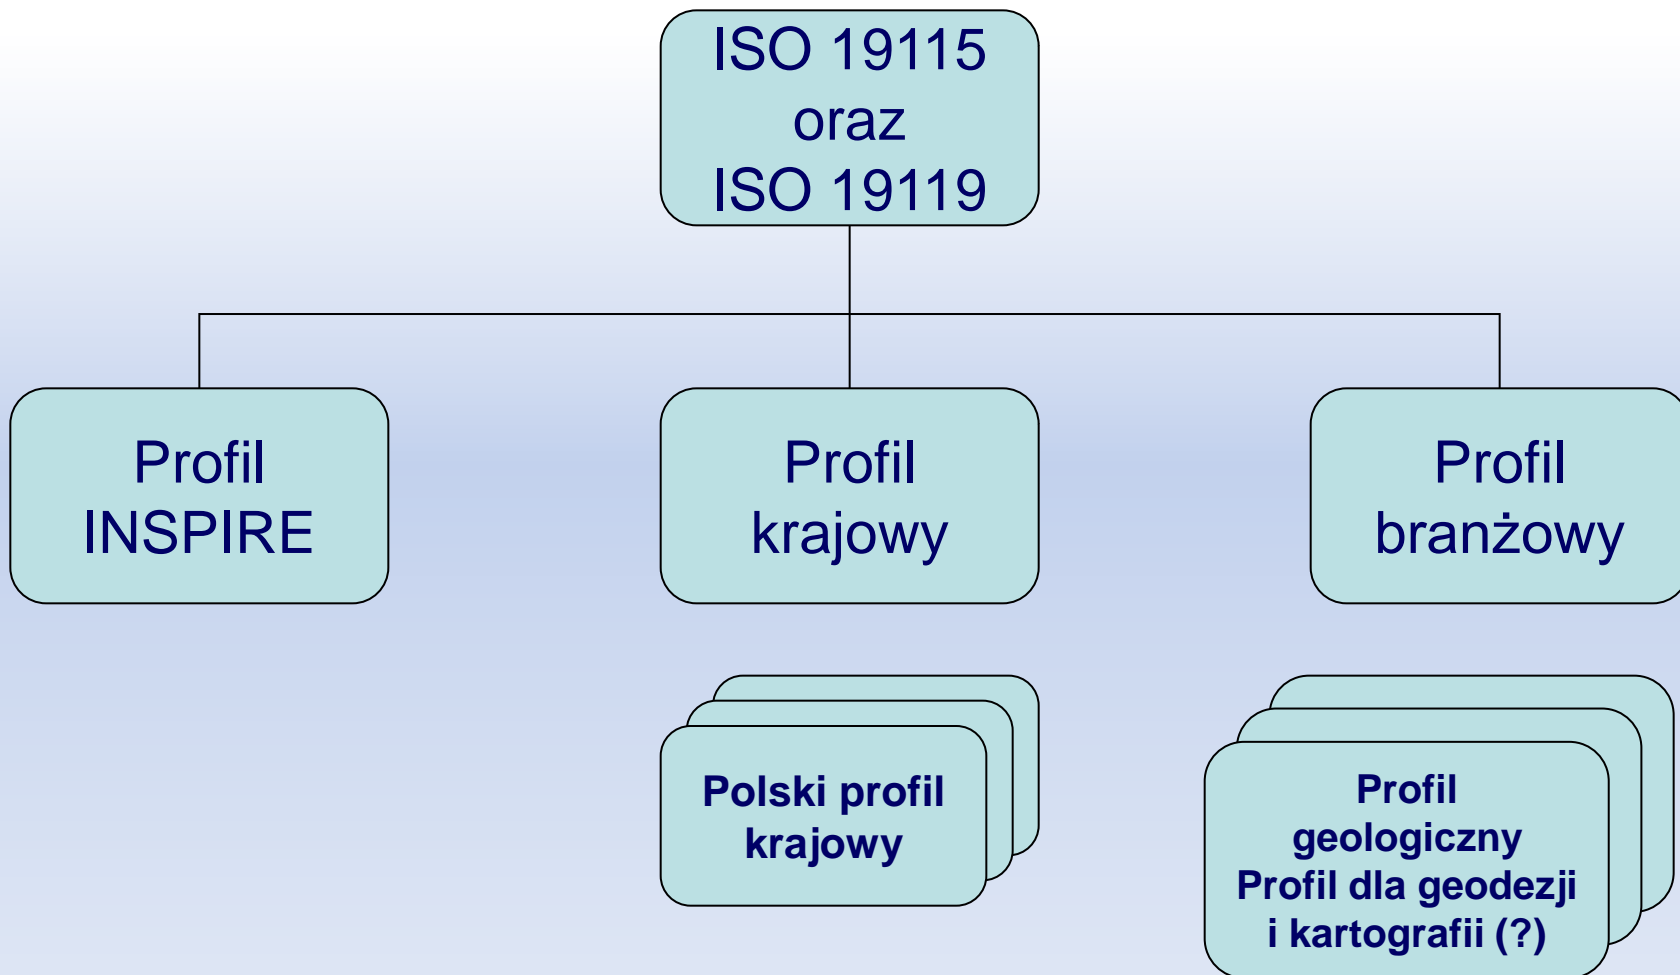 ISO 19115
oraz
ISO 19119
Profil
INSPIRE
Profil
krajowy
Profil
branżowy
Polski profil
krajowy
Profil
geologiczny
Profil dla geodezji
i kartografii (?)